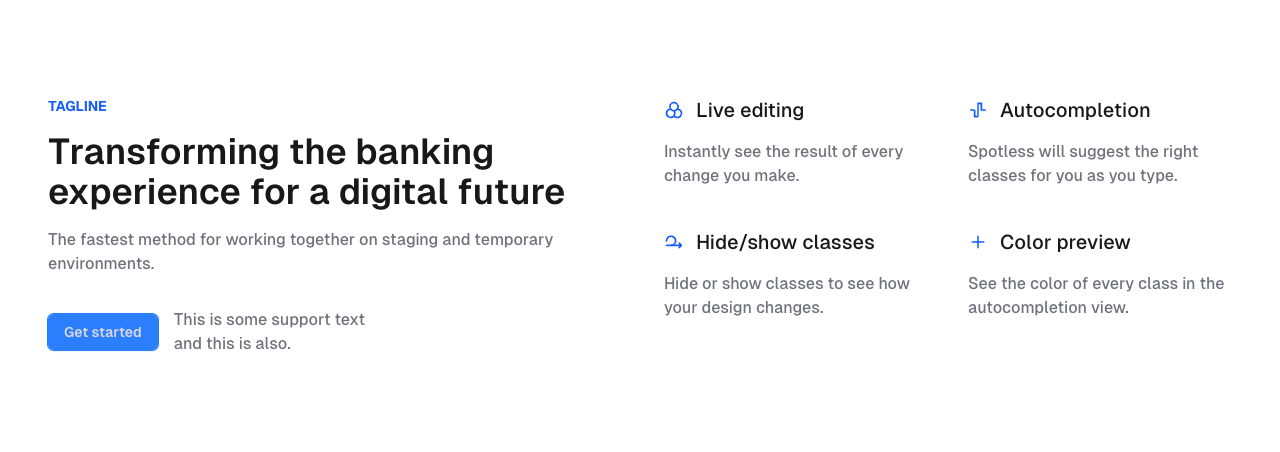 TAGLINE
Transforming the banking
experience for a digital future
The fastest method for working together on staging and temporary
environments.
Get started
This is some support text
and this is also.
Live editing
Instantly see the result of every
change you make.
Autocompletion
Spotless will suggest the right
classes for you as you type.
Hide/show classes
Hide or show classes to see how
your design changes.
Color preview
See the color of every class in the
autocompletion view.